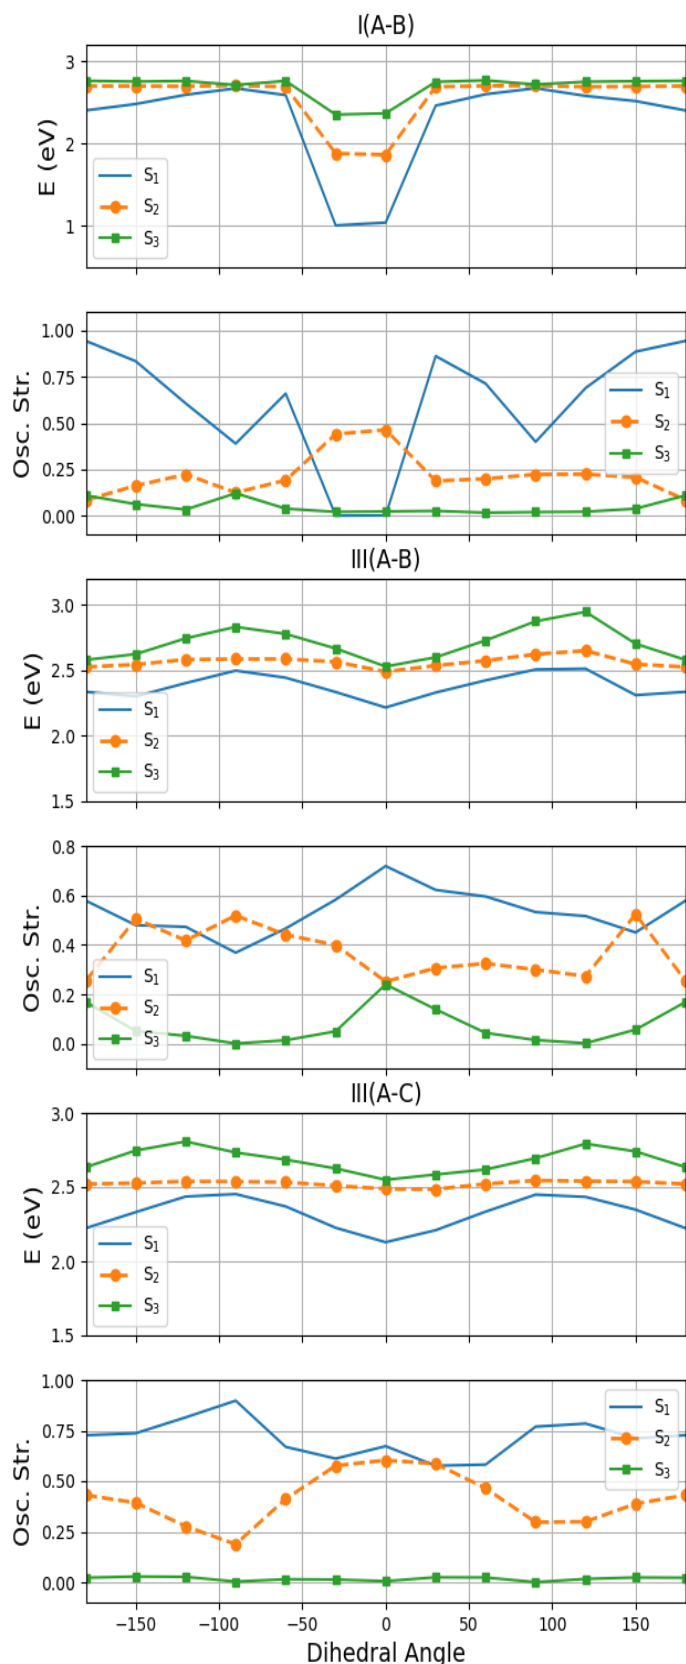 I(A-B)
3
2
1
E (eV)
S₁
S₂
S₃
1.00
0.75
0.50
0.25
0.00
Osc. Str.
S₁
S₂
S₃
III(A-B)
3.0
2.5
2.0
1.5
E (eV)
S₁
S₂
S₃
0.8
0.6
0.4
0.2
0.0
Osc. Str.
S₁
S₂
S₃
III(A-C)
3.0
2.5
2.0
1.5
E (eV)
S₁
S₂
S₃
1.00
0.75
0.50
0.25
0.00
Osc. Str.
S₁
S₂
S₃
−150 −100 −50 0 50 100 150
Dihedral Angle